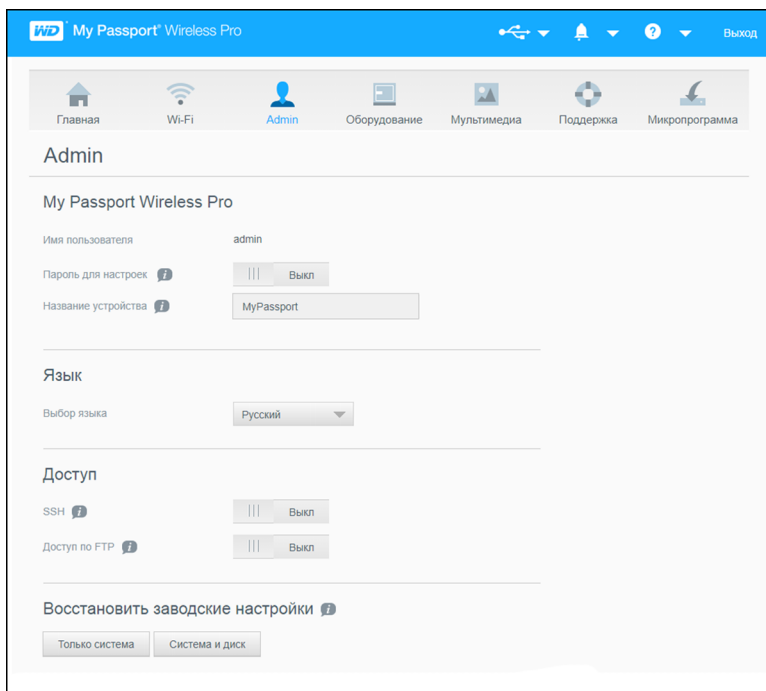 WD My Passport® Wireless Pro
Выход
Главная
Wi-Fi
Admin
Оборудование
Мультимедиа
Поддержка
Микропрограмма
Admin
My Passport Wireless Pro
Имя пользователя admin
Пароль для настроек i Выкл
Название устройства i MyPassport
Язык
Выбор языка Русский
Доступ
SSH i Выкл
Доступ по FTP i Выкл
Восстановить заводские настройки i
Только система Система и диск